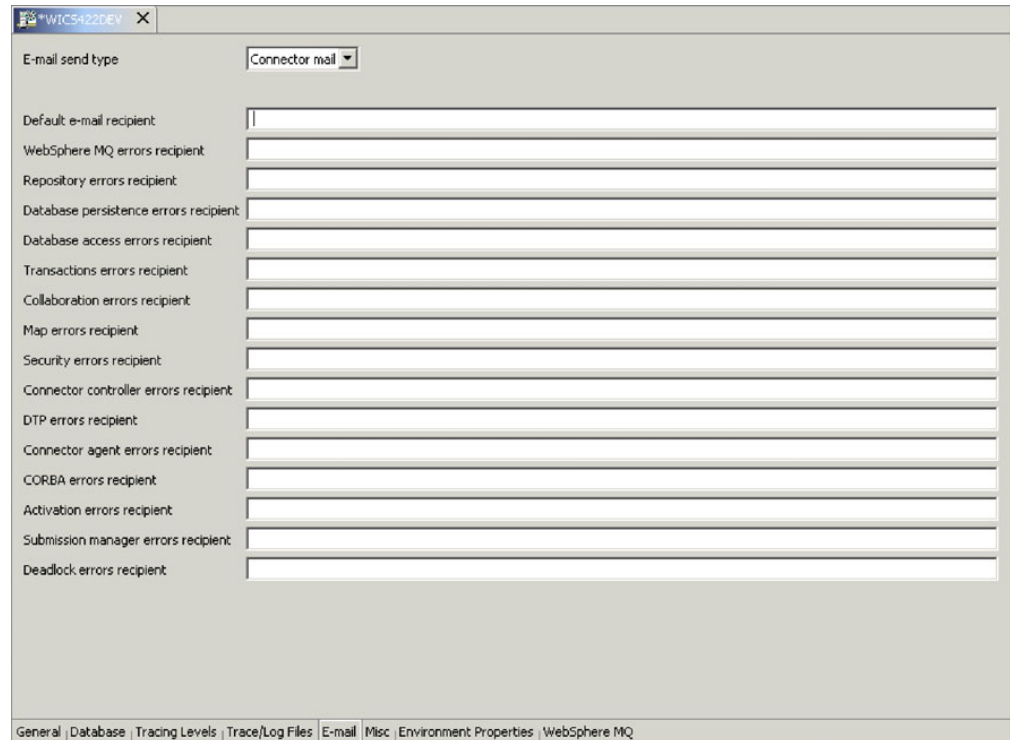 *WICS422DEV X
E-mail send type Connector mail
Default e-mail recipient
WebSphere MQ errors recipient
Repository errors recipient
Database persistence errors recipient
Database access errors recipient
Transactions errors recipient
Collaboration errors recipient
Map errors recipient
Security errors recipient
Connector controller errors recipient
DTP errors recipient
Connector agent errors recipient
CORBA errors recipient
Activation errors recipient
Submission manager errors recipient
Deadlock errors recipient
General Database Tracing Levels Trace/Log Files E-mail Misc Environment Properties WebSphere MQ